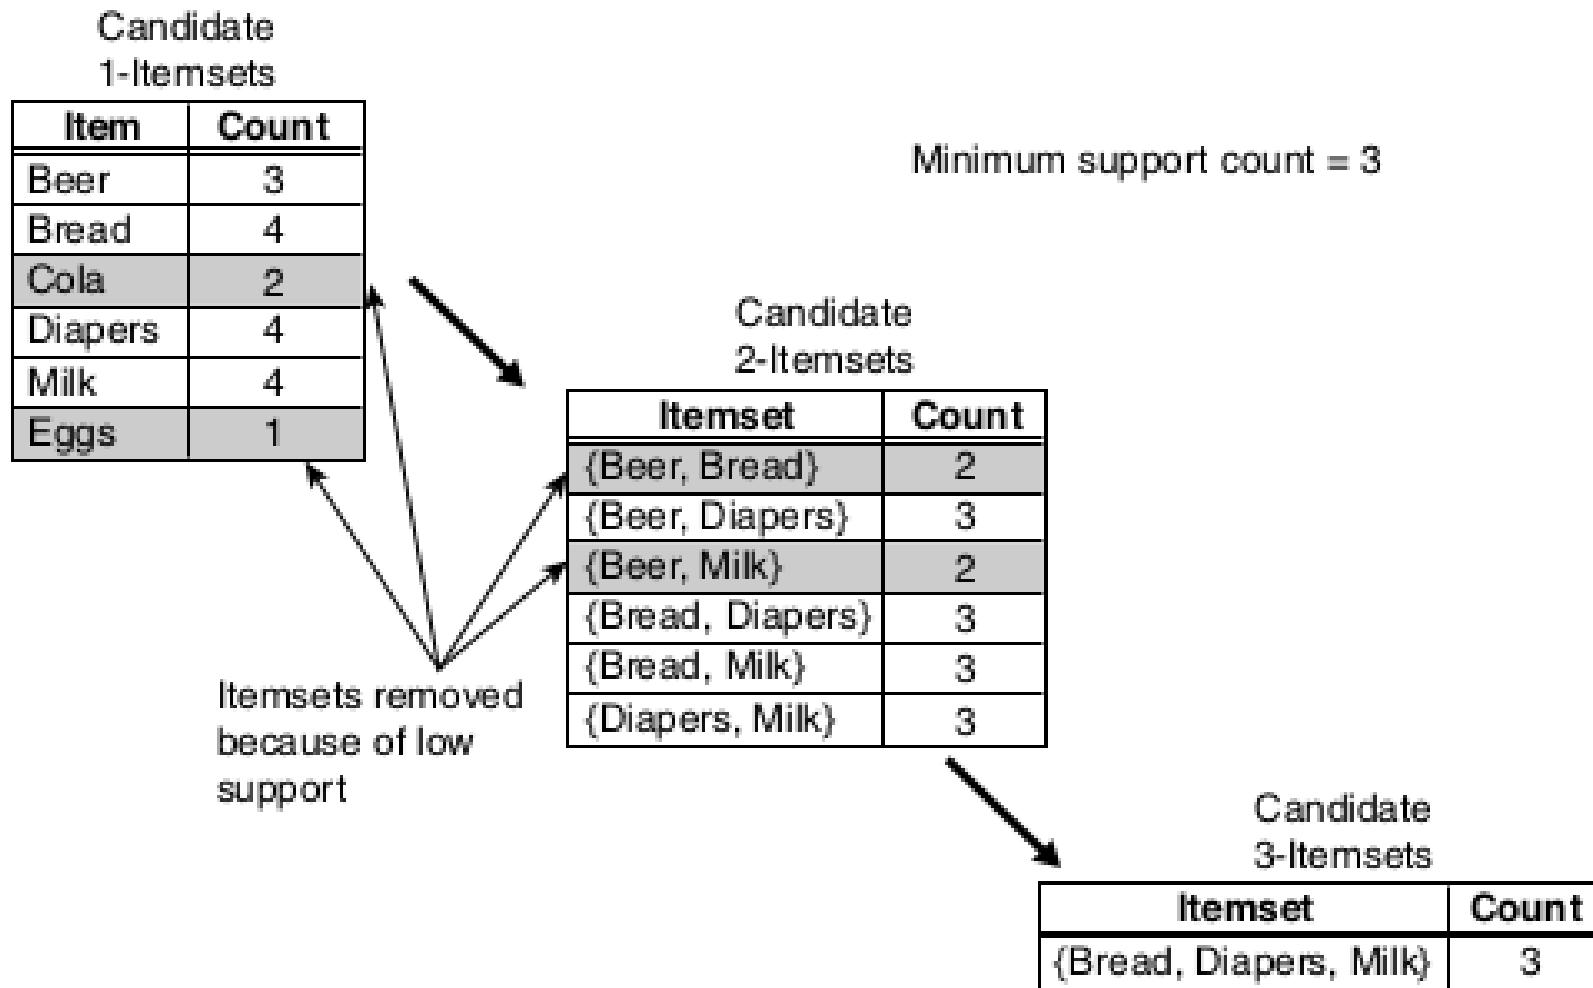 Candidate
1-Itemsets
Item Count
Beer 3
Bread 4
Cola 2
Diapers 4
Milk 4
Eggs 1
Minimum support count = 3
Candidate
2-Itemsets
Itemset Count
{Beer, Bread} 2
{Beer, Diapers} 3
{Beer, Milk} 2
{Bread, Diapers} 3
{Bread, Milk} 3
{Diapers, Milk} 3
Itemsets removed
because of low
support
Candidate
3-Itemsets
Itemset Count
{Bread, Diapers, Milk} 3